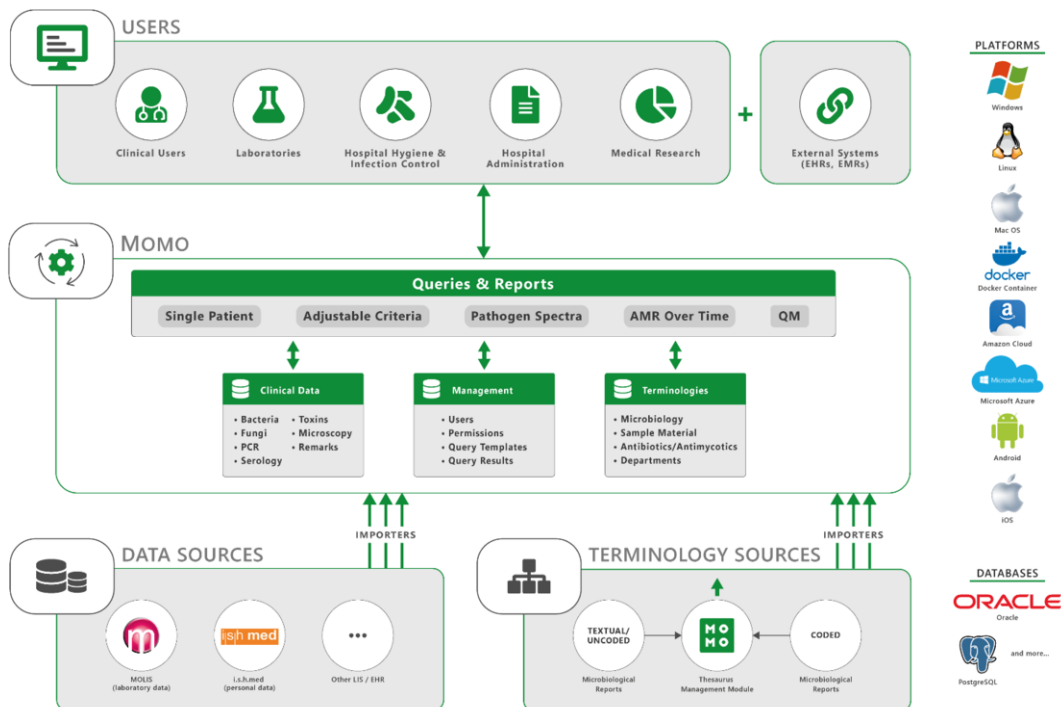 USERS
Clinical Users
Laboratories
Hospital Hygiene &
Infection Control
Hospital
Administration
Medical Research
+
External Systems
(EHRs, EMRs)
MOMO
Queries & Reports
Single Patient
Adjustable Criteria
Pathogen Spectra
AMR Over Time
QM
Clinical Data
• Bacteria
• Fungi
• PCR
• Serology
• Toxins
• Microscopy
• Remarks
Management
• Users
• Permissions
• Query Templates
• Query Results
Terminologies
• Microbiology
• Sample Material
• Antibiotics/Antimycotics
• Departments
IMPORTERS
IMPORTERS
DATA SOURCES
m
MOLIS
(laboratory data)
i|s|h med
i.s.h.med
(personal data)
...
Other LIS / EHR
TERMINOLOGY SOURCES
TEXTUAL/
UNCODED
Microbiological
Reports
MO
MO
Thesaurus
Management Module
CODED
Microbiological
Reports
PLATFORMS
Windows
Linux
Mac OS
docker
Docker Container
a
Amazon Cloud
Microsoft Azure
Microsoft Azure
Android
iOS
DATABASES
ORACLE
Oracle
PostgreSQL
and more...